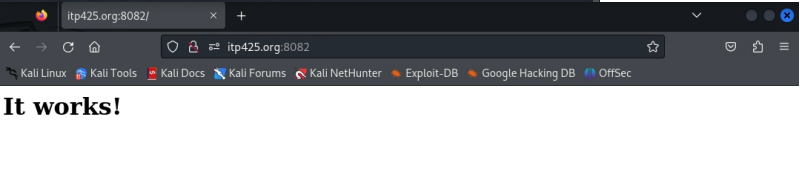 itp425.org:8082/
itp425.org:8082
Kali Linux Kali Tools Kali Docs Kali Forums Kali NetHunter Exploit-DB Google Hacking DB OffSec
It works!